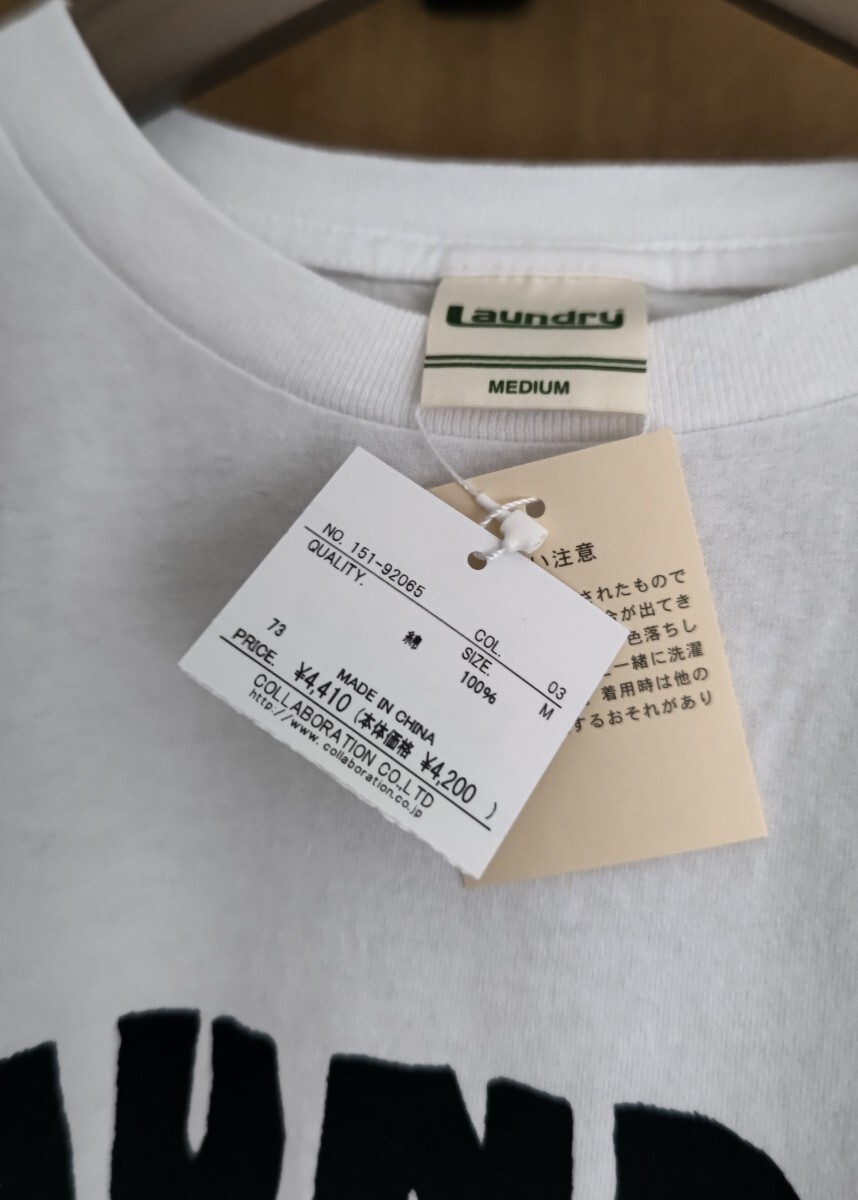 Laundry
MEDIUM
NO. 151-92065
COL. 03
QUALITY.
SIZE. M
73
綿 100%
MADE IN CHINA
PRICE. ¥4,410 (本体価格 ¥4,200 )
COLLABORATION CO.,LTD
http://www.collaboration.co.jp
い注意
されたもので
が出てき
色落ちし
一緒に洗濯
着用時は他の
するおそれがあり
UND